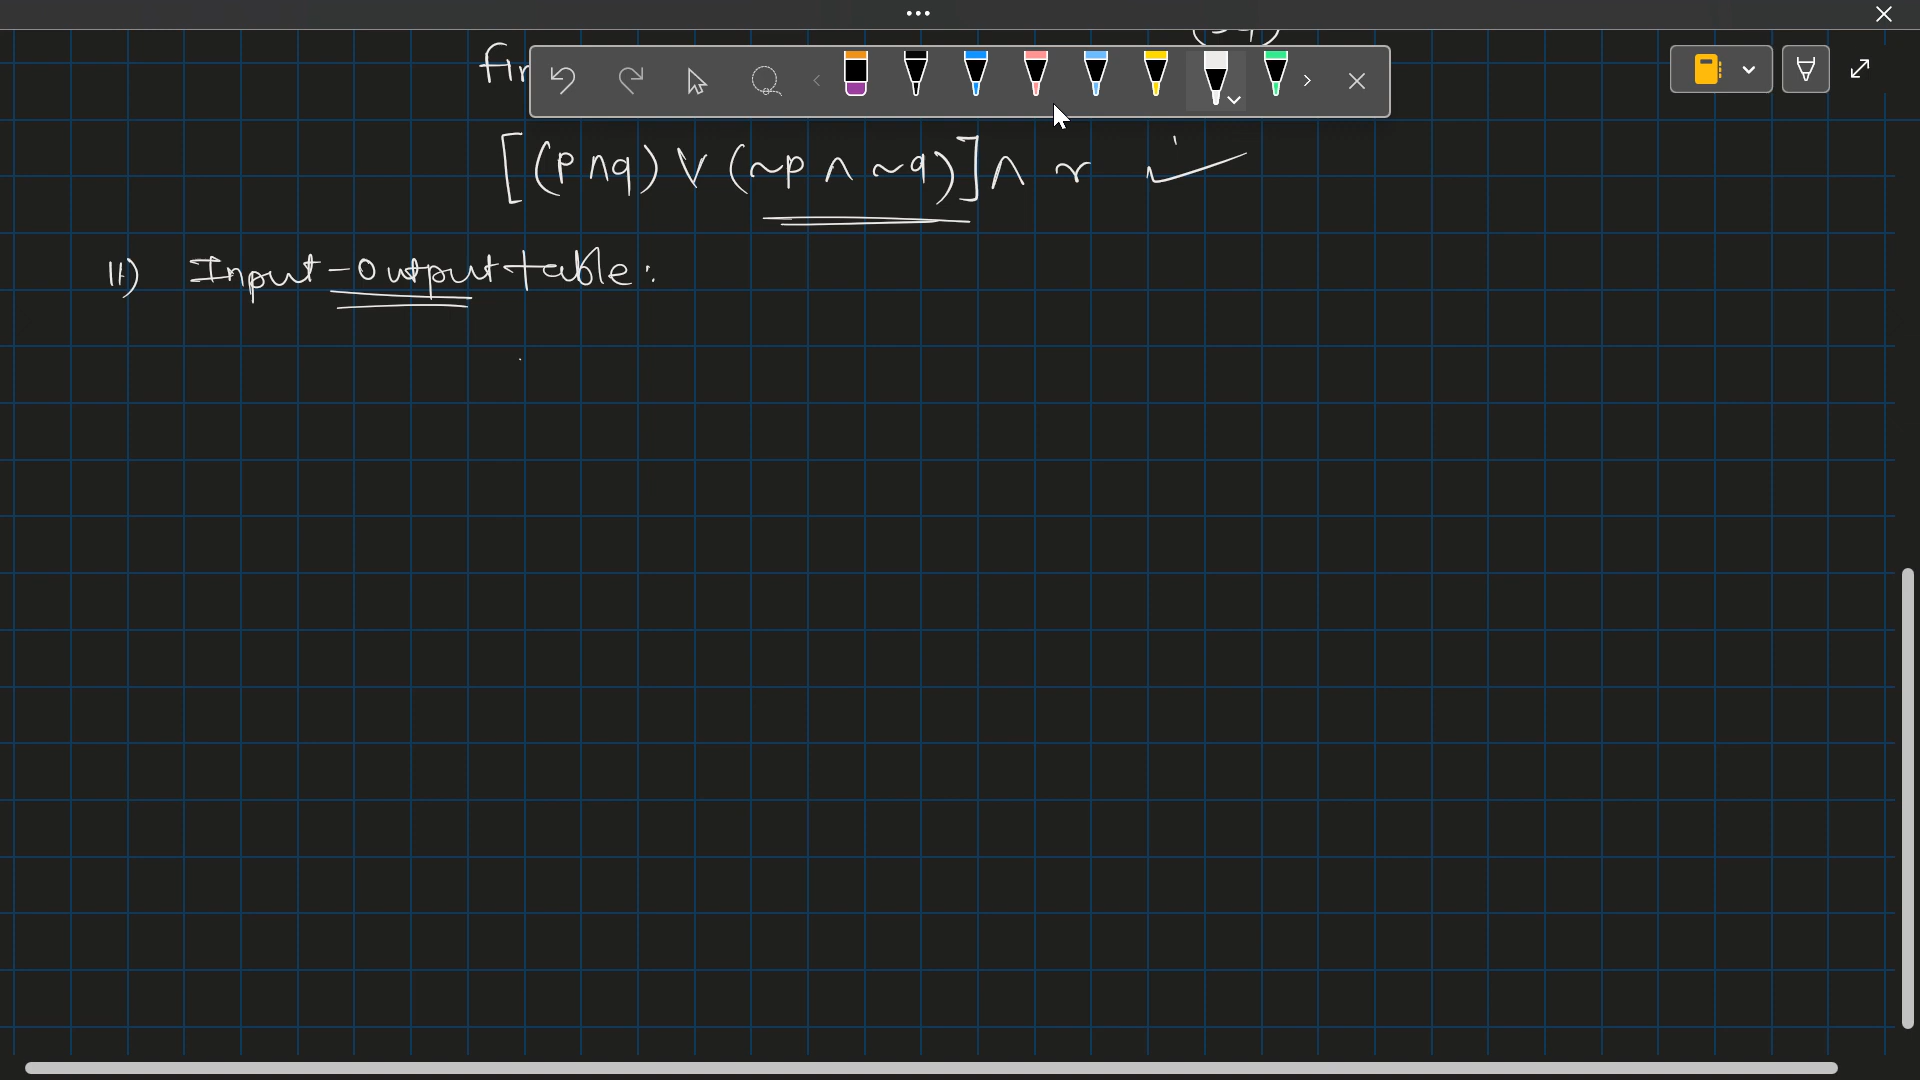 [(p ∧ q) ∨ (~p ∧ ~q)] ∧ r
ii) Input-Output table: